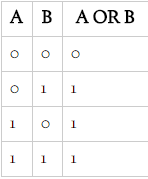 A B A OR B
0 0 0
0 1 1
1 0 1
1 1 1